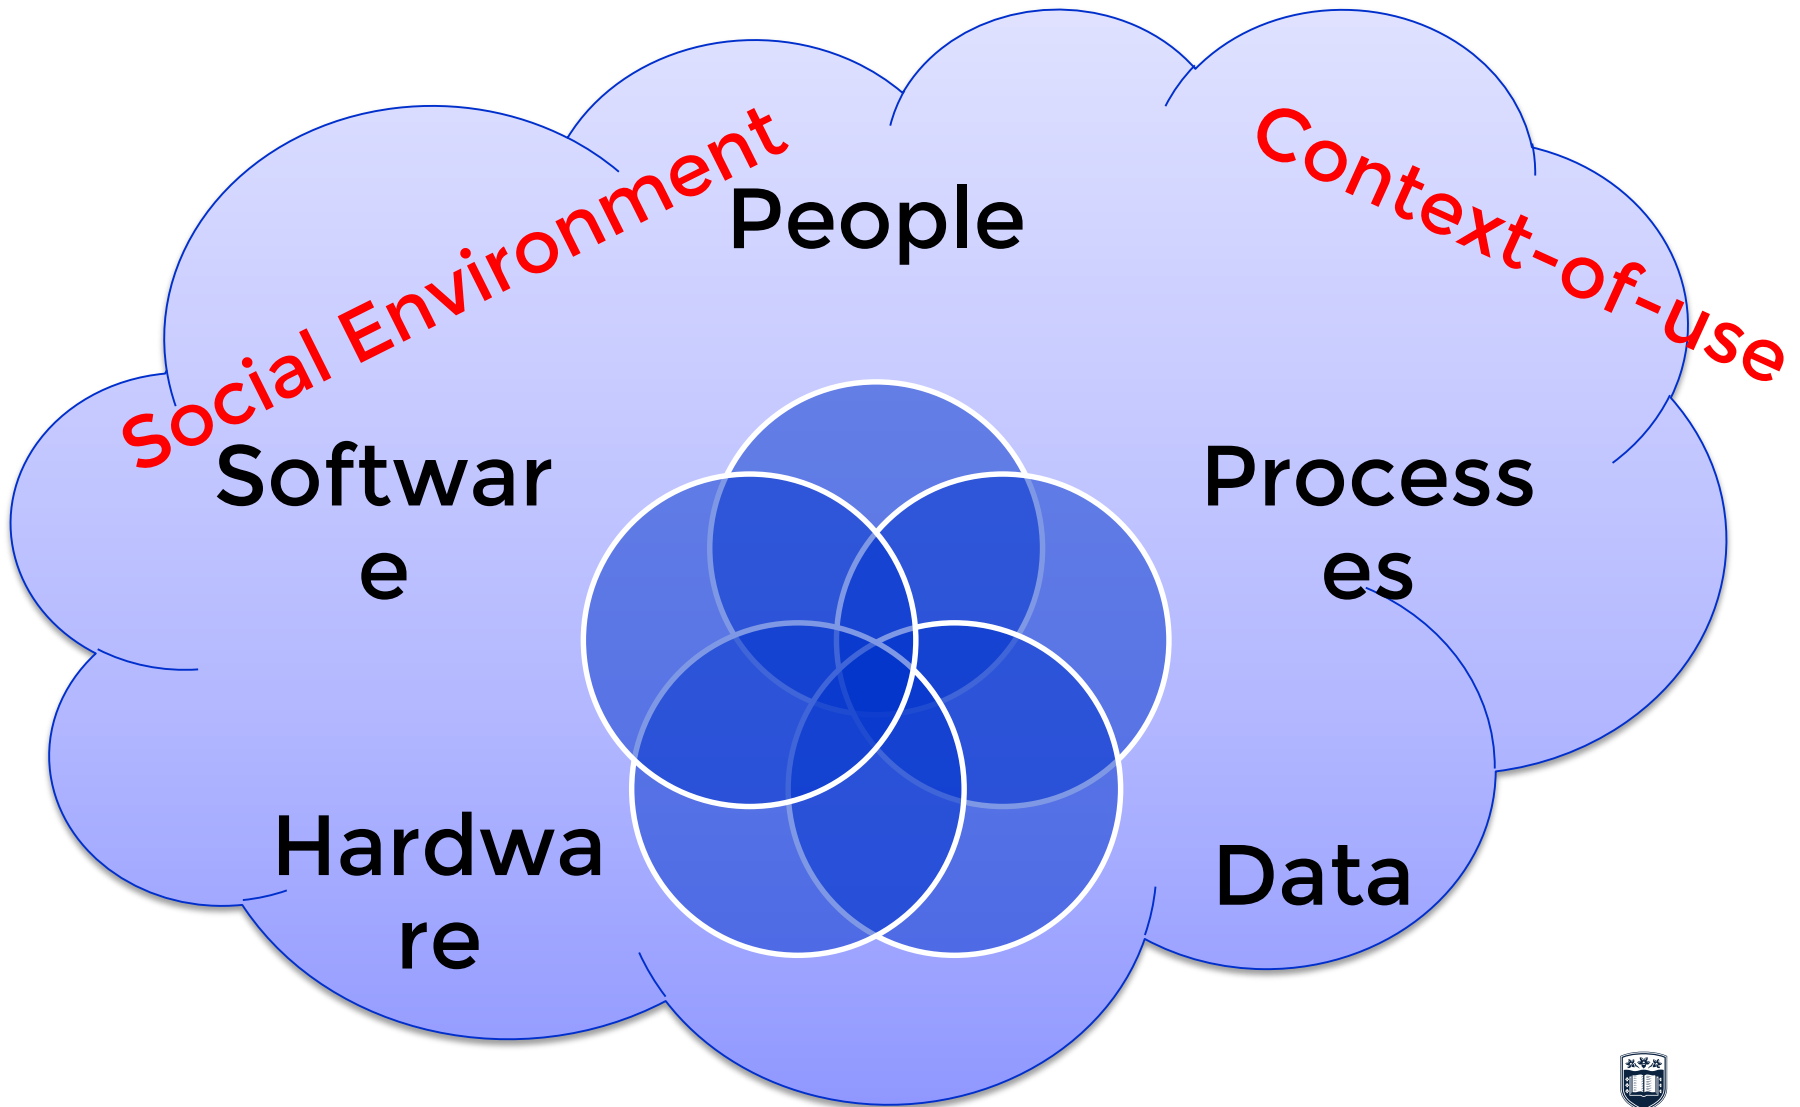 Social Environment
Context-of-use
People
Softwar
e
Process
es
Hardwa
re
Data